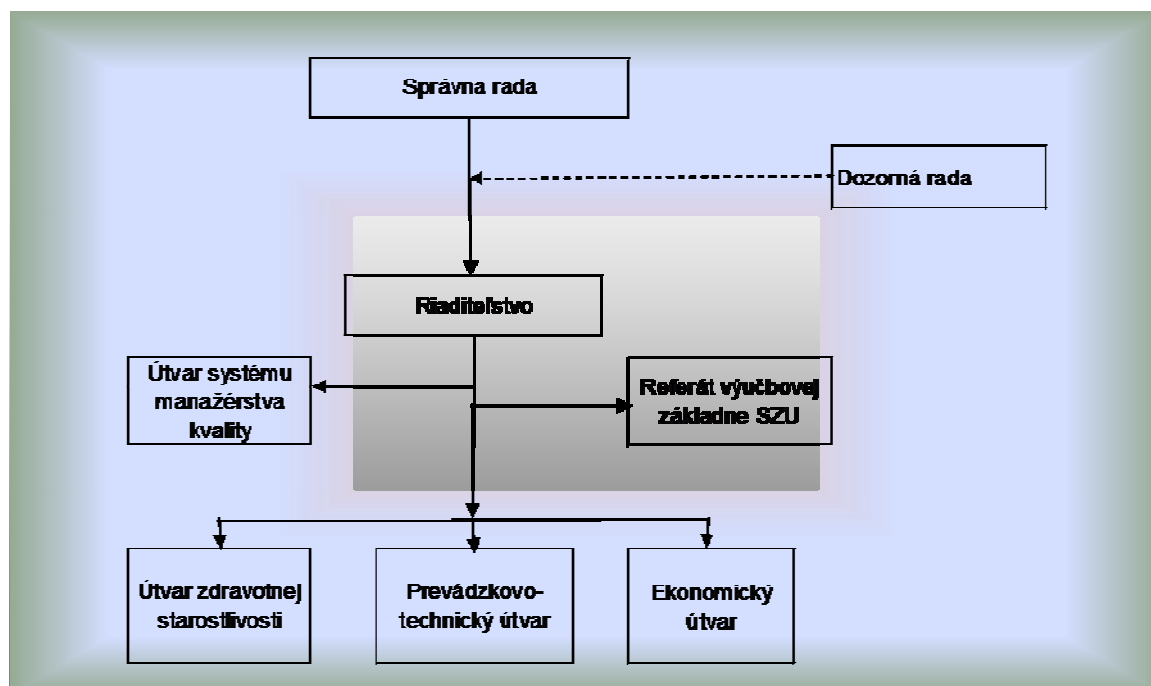 Správna rada
Dozorná rada
Riaditeľstvo
Útvar systému
manažérstva
kvality
Referát výučbovej
základne SZU
Útvar zdravotnej
starostlivosti
Prevádzkovo-
technický útvar
Ekonomický
útvar